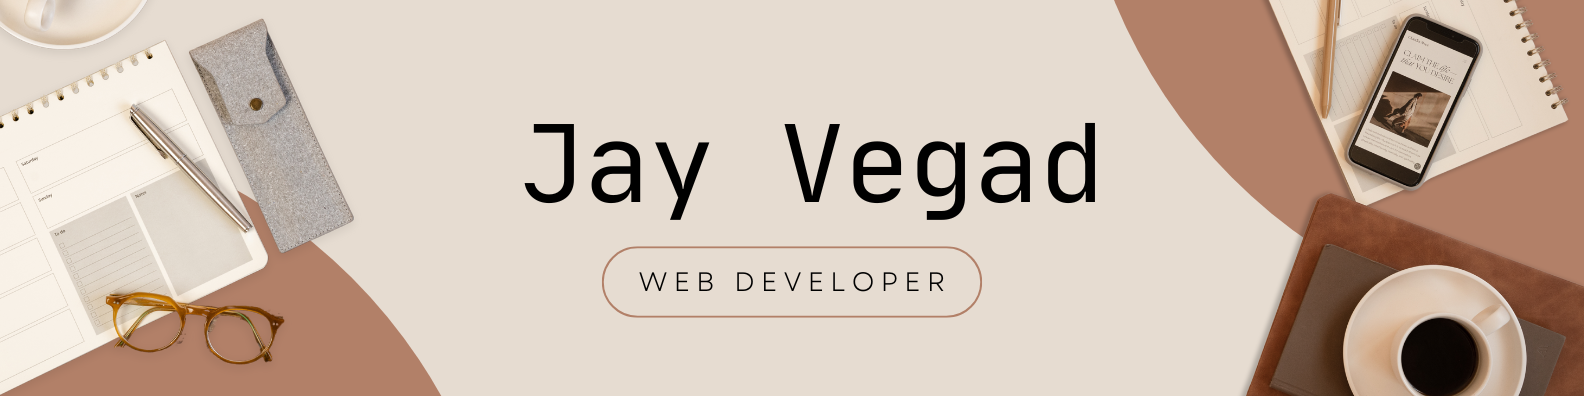 Jay Vegad
WEB DEVELOPER
Saturday
Sunday
Notes
To do
CLAIM THE life
that YOU DESIRE